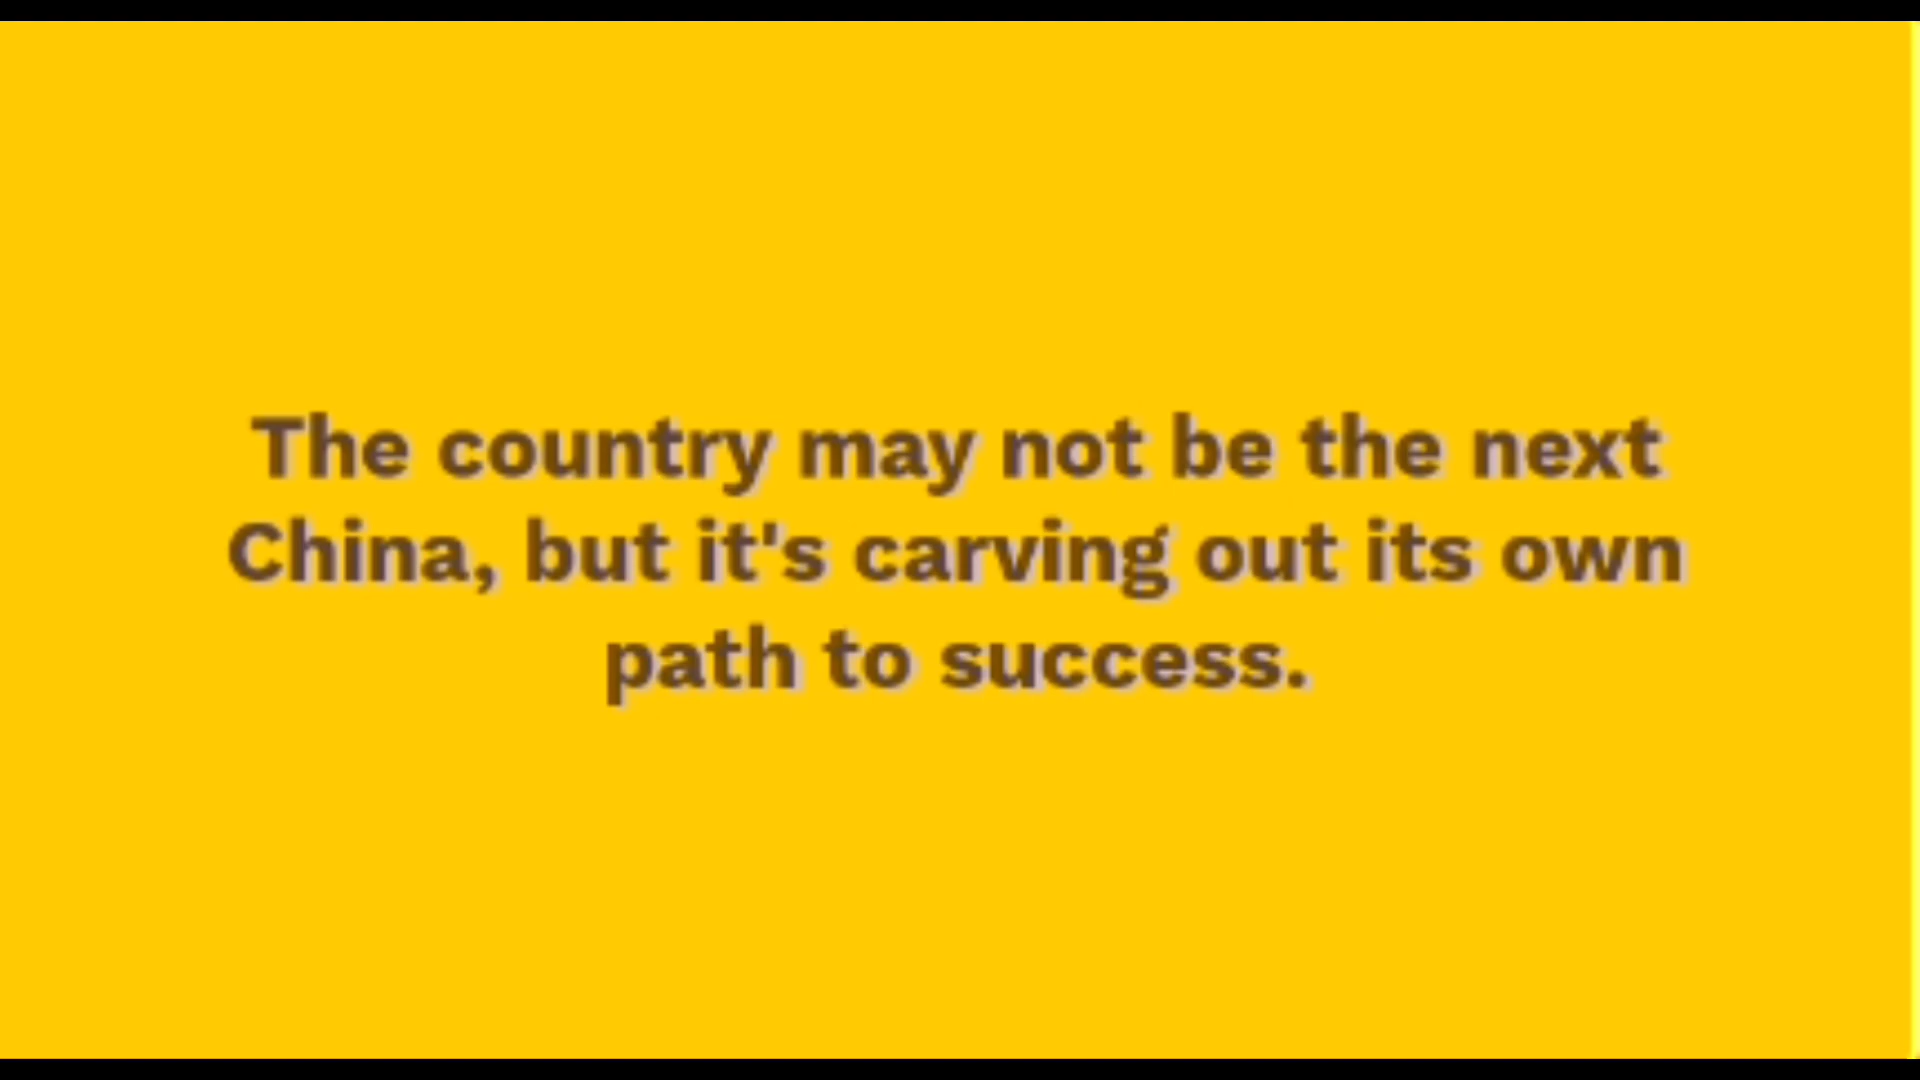 The country may not be the next
China, but it's carving out its own
path to success.